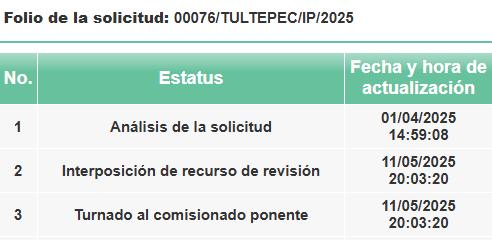 Folio de la solicitud: 00076/TULTEPEC/IP/2025
No. Estatus Fecha y hora de actualización
1 Análisis de la solicitud 01/04/2025 14:59:08
2 Interposición de recurso de revisión 11/05/2025 20:03:20
3 Turnado al comisionado ponente 11/05/2025 20:03:20